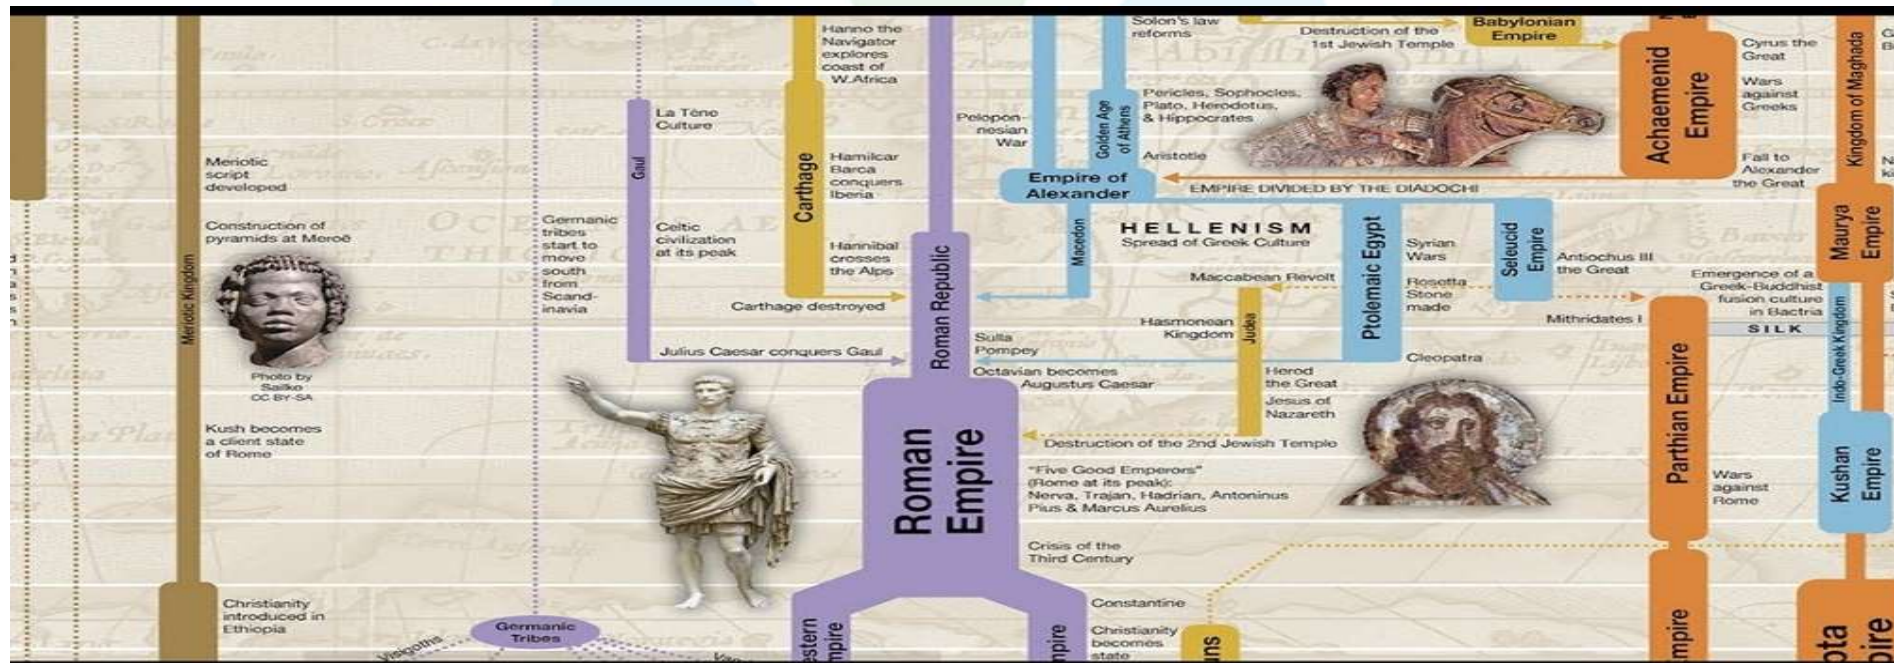 Meriotic
script
developed
Construction of
pyramids at Meroë
Meriotic Kingdom
Photo by
Sailko
CC BY-SA
Kush becomes
a client state
of Rome
Christianity
introduced in
Ethiopia
Germanic
tribes
start to
move
south
from
Scand-
inavia
Germanic
Tribes
Visigoths
Gaul
La Téne
Culture
Celtic
civilization
at its peak
Julius Caesar conquers Gaul
Carthage
Hanno the
Navigator
explores
coast of
W.Africa
Hamilcar
Barca
conquers
Iberia
Hannibal
crosses
the Alps
Carthage destroyed
Roman Republic
Roman
Empire
Solon's law
reforms
Pelopon-
nesian
War
Golden Age
of Athens
Pericles, Sophocles,
Plato, Herodotus,
& Hippocrates
Aristotle
Empire of
Alexander
EMPIRE DIVIDED BY THE DIADOCHI
Macedon
HELLENISM
Spread of Greek Culture
Maccabean Revolt
Hasmonean
Kingdom
Judea
Sulla
Pompey
Octavian becomes
Augustus Caesar
Herod
the Great
Jesus of
Nazareth
Destruction of the 2nd Jewish Temple
"Five Good Emperors"
(Rome at its peak):
Nerva, Trajan, Hadrian, Antoninus
Pius & Marcus Aurelius
Crisis of the
Third Century
Constantine
Christianity
becomes
state
Destruction of the
1st Jewish Temple
Babylonian
Empire
Ptolomaic Egypt
Syrian
Wars
Rosetta
Stone
made
Cleopatra
Seleucid
Empire
Antiochus III
the Great
Mithridates I
Achaemenid
Empire
Cyrus the
Great
Wars
against
Greeks
Fall to
Alexander
the Great
Emergence of a
Greek-Buddhist
fusion culture
in Bactria
SILK
Parthian Empire
Wars
against
Rome
Kingdom of Maghada
Maurya
Empire
Indo-Greek Kingdom
Kushan
Empire